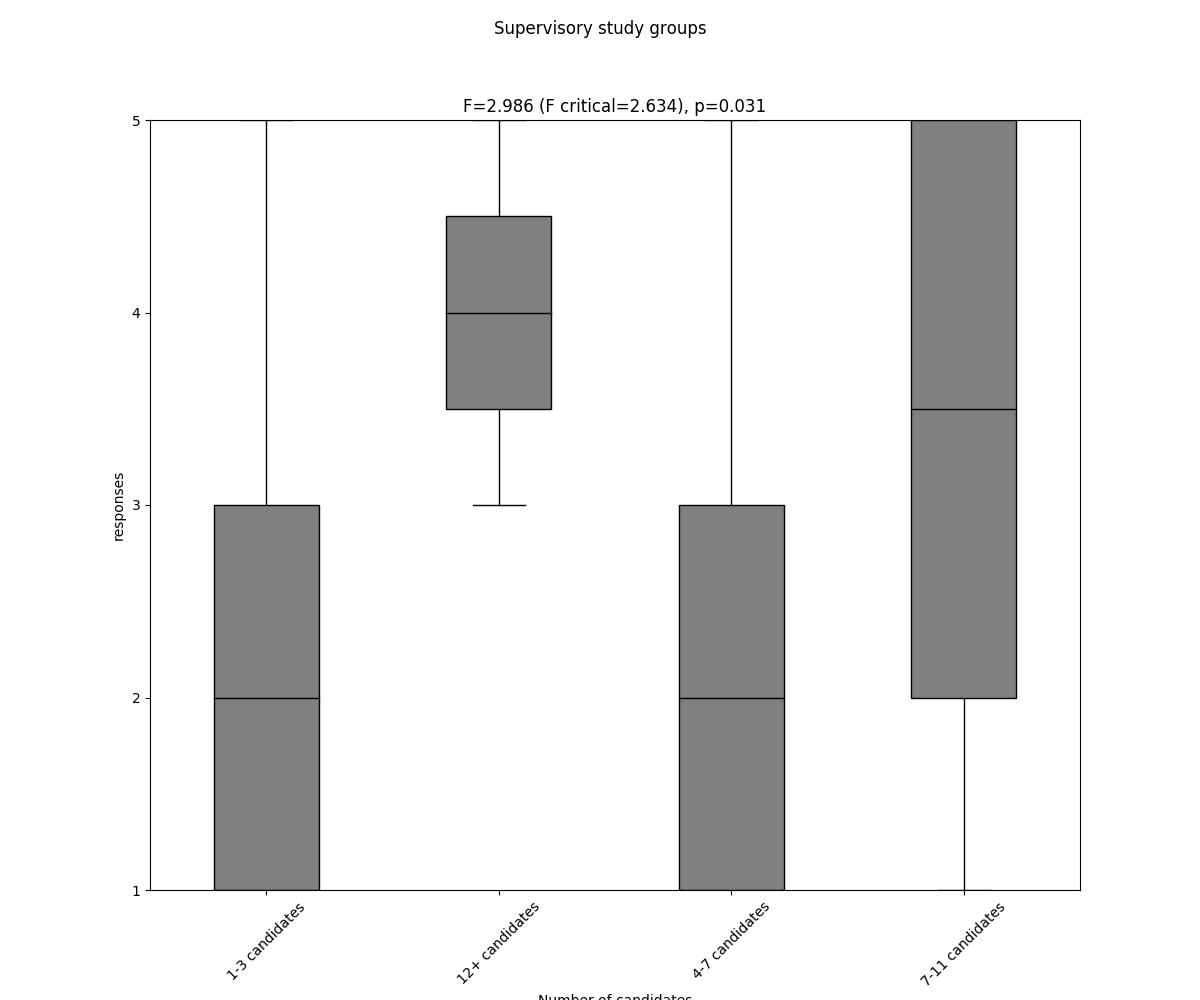 Supervisory study groups
F=2.986 (F critical=2.634), p=0.031
5
4
3
2
1
responses
1-3 candidates
12+ candidates
4-7 candidates
7-11 candidates
Number of candidates